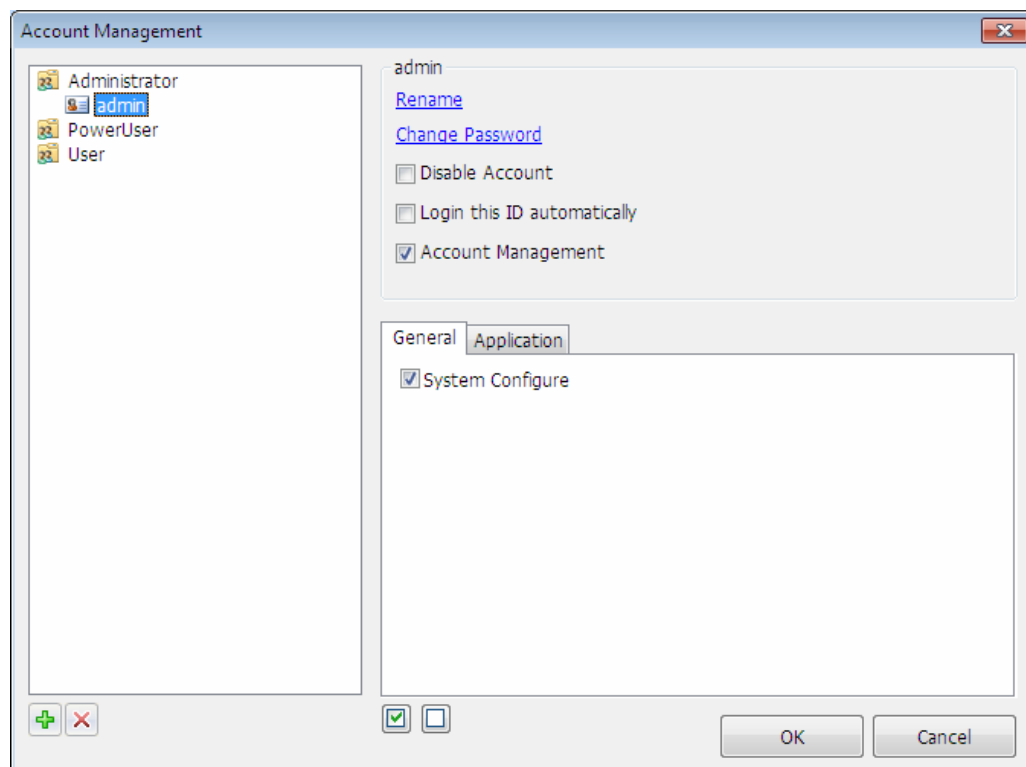 Account Management
Administrator
admin
PowerUser
User
admin
Rename
Change Password
Disable Account
Login this ID automatically
Account Management
General
Application
System Configure
OK
Cancel